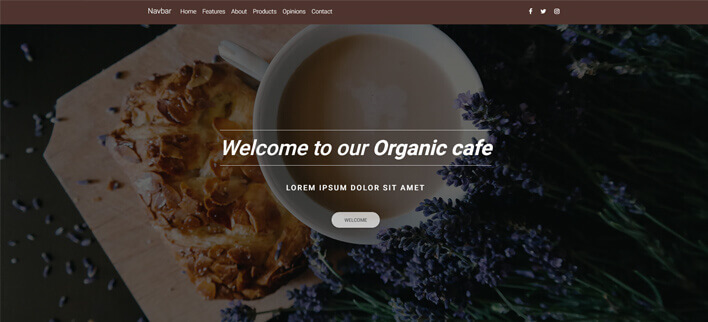 Navbar Home Features About Products Opinions Contact
Welcome to our Organic cafe
LOREM IPSUM DOLOR SIT AMET
WELCOME